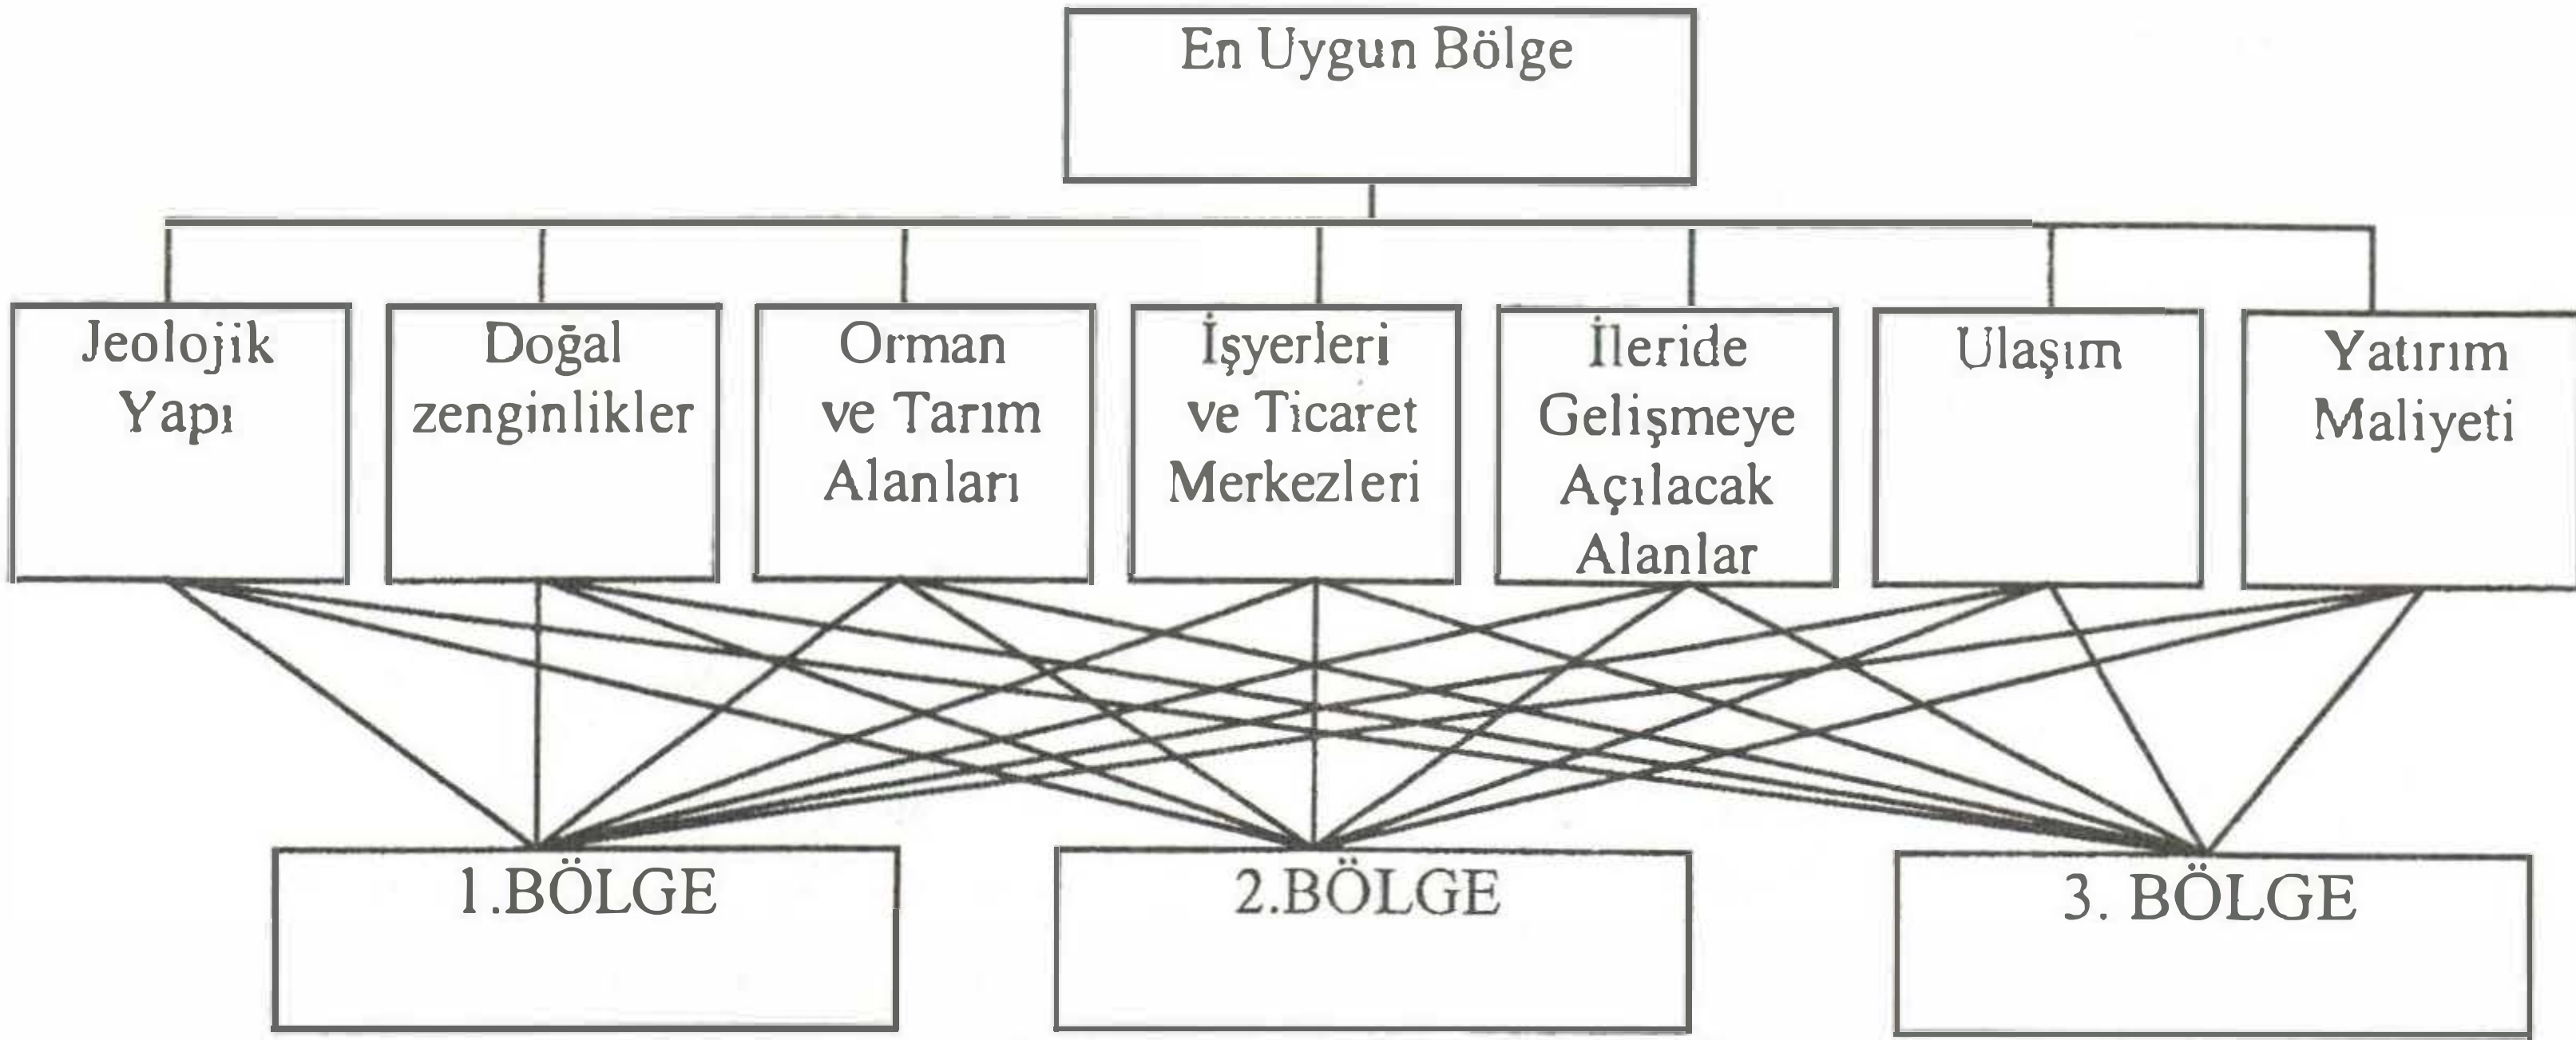 En Uygun Bölge
Jeolojik
Yapı
Doğal
zenginlikler
Orman
ve Tarım
Alanları
İşyerleri
ve Ticaret
Merkezleri
İleride
Gelişmeye
Açılacak
Alanlar
Ulaşım
Yatırım
Maliyeti
1.BÖLGE
2.BÖLGE
3. BÖLGE